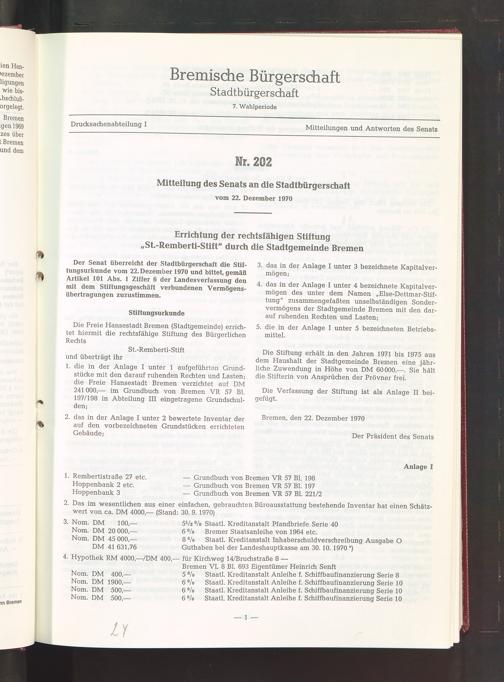 ien Han-
ezember
ligungen
wie bis-
beschluß-
orgelegt.
Bremen
gen 1969
zes über
Bremen
und den
Bremische Bürgerschaft
Stadtbürgerschaft
7. Wahlperiode
Drucksachenabteilung I
Mitteilungen und Antworten des Senats
Nr. 202
Mitteilung des Senats an die Stadtbürgerschaft
vom 22. Dezember 1970
Errichtung der rechtsfähigen Stiftung
„St.-Remberti-Stift" durch die Stadtgemeinde Bremen
Der Senat überreicht der Stadtbürgerschaft die Stif-
tungsurkunde vom 22. Dezember 1970 und bittet, gemäß
Artikel 101 Abs. 1 Ziffer 6 der Landesverfassung den
mit dem Stiftungsgeschäft verbundenen Vermögens-
übertragungen zuzustimmen.
Stiftungsurkunde
Die Freie Hansestadt Bremen (Stadtgemeinde) errich-
tet hiermit die rechtsfähige Stiftung des Bürgerlichen
Rechts
St.-Remberti-Stift
und überträgt ihr
1. die in der Anlage I unter 1 aufgeführten Grund-
stücke mit den darauf ruhenden Rechten und Lasten;
die Freie Hansestadt Bremen verzichtet auf DM
241 000,— im Grundbuch von Bremen VR 57 Bl.
197/198 in Abteilung III eingetragene Grundschul-
den;
2. das in der Anlage I unter 2 bewertete Inventar der
auf den vorbezeichneten Grundstücken errichteten
Gebäude;
3. das in der Anlage I unter 3 bezeichnete Kapitalver-
mögen;
4. das in der Anlage I unter 4 bezeichnete Kapitalver-
mögen des unter dem Namen „Else-Dettmar-Stif-
tung" zusammengefaßten unselbständigen Sonder-
vermögens der Stadtgemeinde Bremen mit den dar-
auf ruhenden Rechten und Lasten;
5. die in der Anlage I unter 5 bezeichneten Betriebs-
mittel.
Die Stiftung erhält in den Jahren 1971 bis 1975 aus
dem Haushalt der Stadtgemeinde Bremen eine jähr-
liche Zuwendung in Höhe von DM 60 000,—. Sie hält
die Stifterin von Ansprüchen der Prövner frei.
Die Verfassung der Stiftung ist als Anlage II bei-
gefügt.
Bremen, den 22. Dezember 1970
Der Präsident des Senats
Anlage I
1. Rembertistraße 27 etc. — Grundbuch von Bremen VR 57 Bl. 198
Hoppenbank 2 etc. — Grundbuch von Bremen VR 57 Bl. 197
Hoppenbank 3 — Grundbuch von Bremen VR 57 Bl. 221/2
2. Das im wesentlichen aus einer einfachen, gebrauchten Büroausstattung bestehende Inventar hat einen Schätz-
wert von ca. DM 4000,— (Stand: 30. 9. 1970)
3. Nom. DM 100,— 5½ % Staatl. Kreditanstalt Pfandbriefe Serie 40
Nom. DM 20 000,— 6 % Bremer Staatsanleihe von 1964 etc.
Nom. DM 45 000,— 8 % Staatl. Kreditanstalt Inhaberschuldverschreibung Ausgabe O
DM 41 631,76 Guthaben bei der Landeshauptkasse am 30. 10. 1970 *)
4. Hypothek RM 4000,—/DM 400,— für Kirchweg 14/Bruchstraße 8 —
Bremen VL 8 Bl. 693 Eigentümer Heinrich Senft
Nom. DM 400,— 5 % Staatl. Kreditanstalt Anleihe f. Schiffbaufinanzierung Serie 8
Nom. DM 1900,— 6 % Staatl. Kreditanstalt Anleihe f. Schiffbaufinanzierung Serie 10
Nom. DM 500,— 6 % Staatl. Kreditanstalt Anleihe f. Schiffbaufinanzierung Serie 10
Nom. DM 500,— 6 % Staatl. Kreditanstalt Anleihe f. Schiffbaufinanzierung Serie 10
— 1 —
24